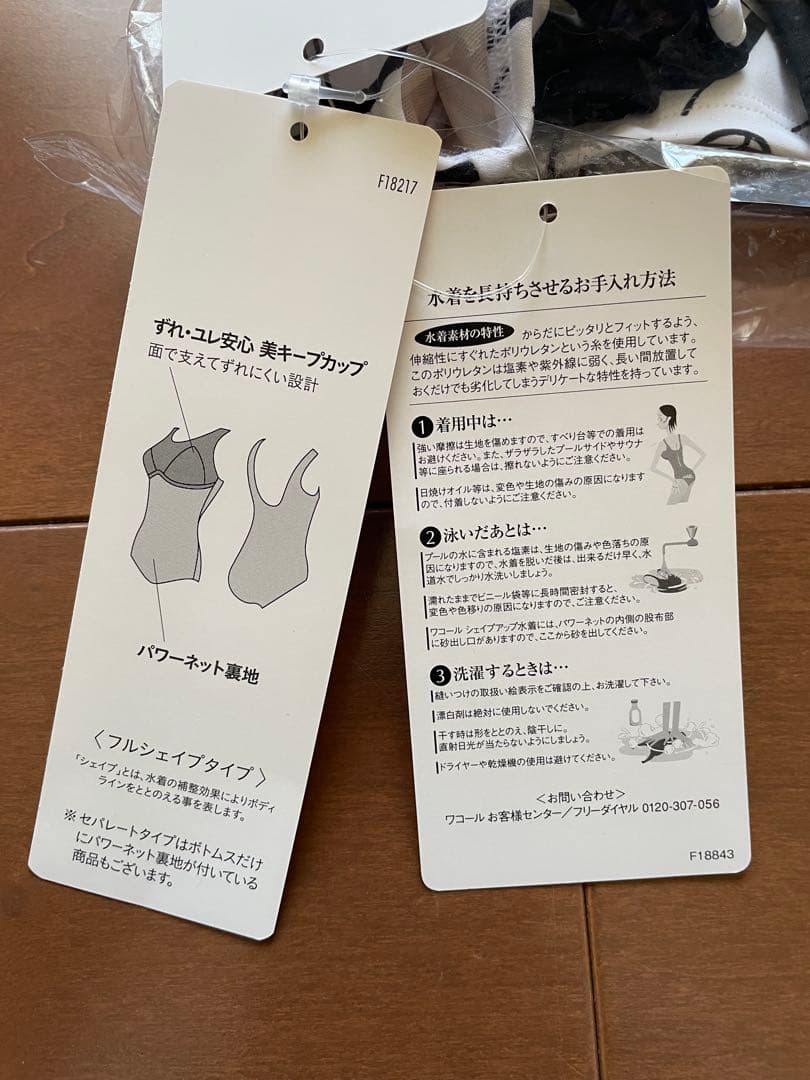 F18217
ずれ・ユレ安心 美キープカップ
面で支えてずれにくい設計
パワーネット裏地
〈フルシェイプタイプ〉
「シェイプ」とは、水着の補整効果によりボディ
ラインをととのえる事を表します。
※ セパレートタイプはボトムスだけ
にパワーネット裏地が付いている
商品もございます。
水着を長持ちさせるお手入れ方法
水着素材の特性 からだにピッタリとフィットするよう、
伸縮性にすぐれたポリウレタンという糸を使用しています。
このポリウレタンは塩素や紫外線に弱く、長い間放置して
おくだけでも劣化してしまうデリケートな特性を持っています。
1 着用中は…
強い摩擦は生地を傷めますので、すべり台等での着用は
お避けください。また、ザラザラしたプールサイドやサウナ
等に座られる場合は、擦れないようにご注意ください。
日焼けオイル等は、変色や生地の傷みの原因になります
ので、付着しないようにご注意ください。
2 泳いだあとは…
プールの水に含まれる塩素は、生地の傷みや色落ちの原
因になりますので、水着を脱いだ後は、出来るだけ早く、水
道水でしっかり水洗いしましょう。
濡れたままでビニール袋等に長時間密封すると、
変色や色移りの原因になりますので、ご注意ください。
ワコール シェイプアップ水着には、パワーネットの内側の股布部
に砂出し口がありますので、ここから砂を出してください。
3 洗濯するときは…
縫いつけの取扱い絵表示をご確認の上、お洗濯して下さい。
漂白剤は絶対に使用しないでください。
干す時は形をととのえ、陰干しに。
直射日光が当たらないようにしましょう。
ドライヤーや乾燥機の使用は避けてください。
＜お問い合わせ＞
ワコール お客様センター／フリーダイヤル 0120-307-056
F18843